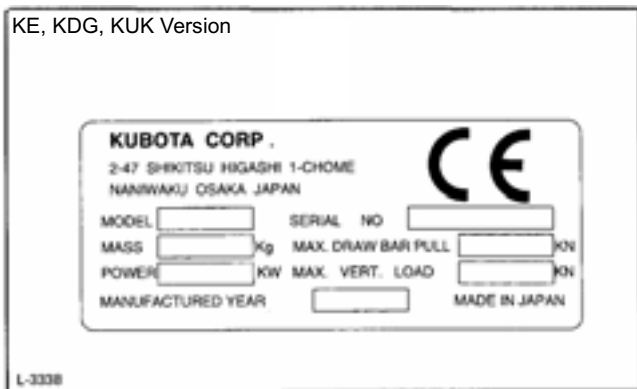 KE, KDG, KUK Version
KUBOTA CORP.
2-47 SHIKITSU HIGASHI 1-CHOME
NANIWAKU OSAKA JAPAN
CE
MODEL SERIAL NO
MASS Kg MAX. DRAW BAR PULL KN
POWER KW MAX. VERT. LOAD KN
MANUFACTURED YEAR MADE IN JAPAN
L-3338